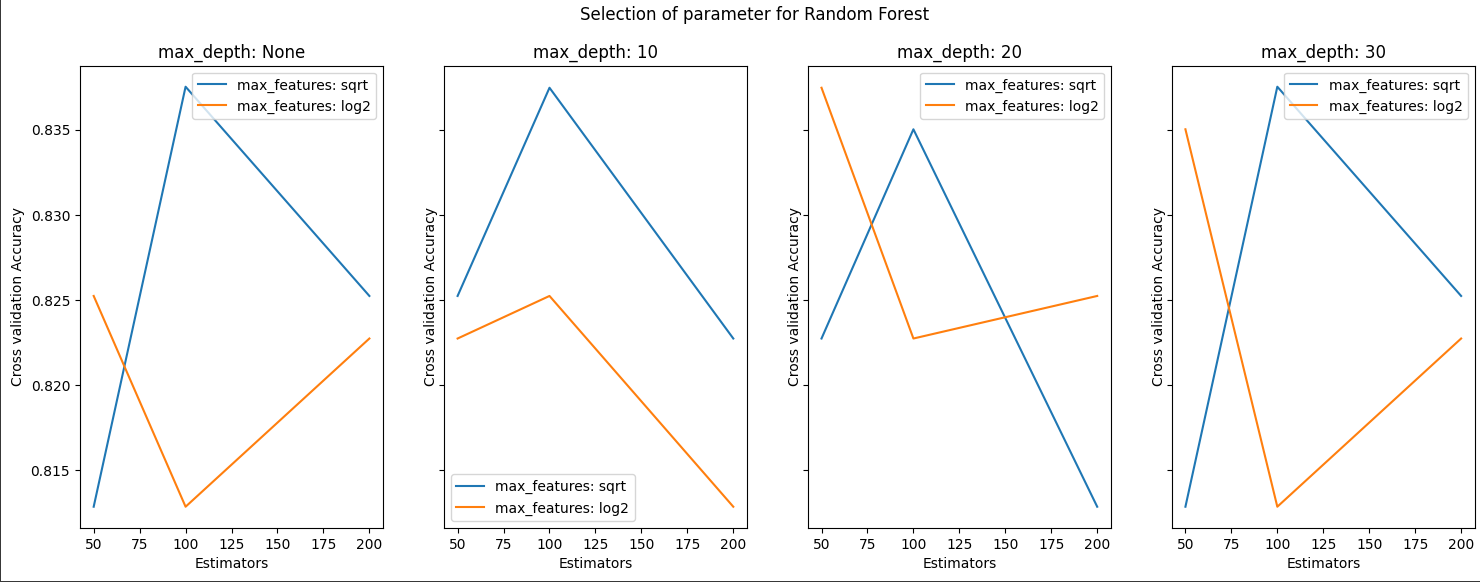 Selection of parameter for Random Forest
max_depth: None
max_features: sqrt
max_features: log2
0.835
0.830
0.825
0.820
0.815
Cross validation Accuracy
50 75 100 125 150 175 200
Estimators
max_depth: 10
Cross validation Accuracy
max_features: sqrt
max_features: log2
50 75 100 125 150 175 200
Estimators
max_depth: 20
max_features: sqrt
max_features: log2
Cross validation Accuracy
50 75 100 125 150 175 200
Estimators
max_depth: 30
max_features: sqrt
max_features: log2
Cross validation Accuracy
50 75 100 125 150 175 200
Estimators